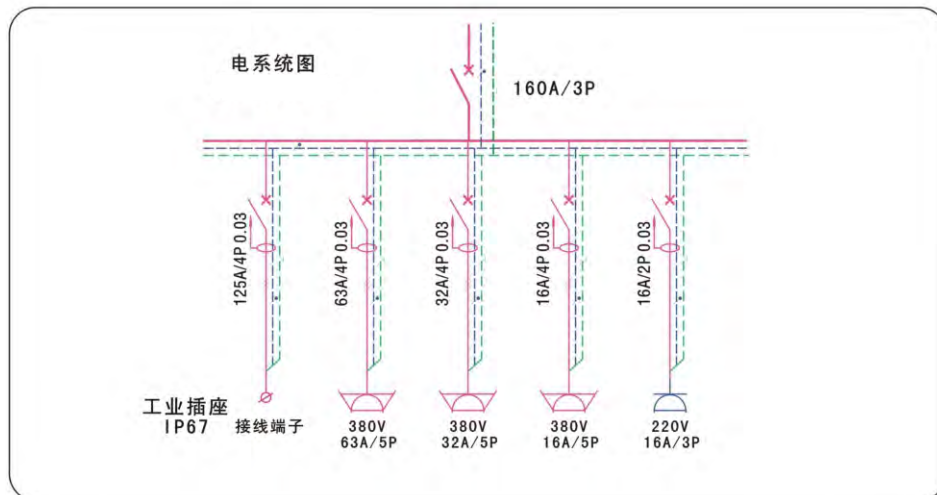 电系统图
160A/3P
125A/4P 0.03
63A/4P 0.03
32A/4P 0.03
16A/4P 0.03
16A/2P 0.03
工业插座
IP67
接线端子
380V
63A/5P
380V
32A/5P
380V
16A/5P
220V
16A/3P